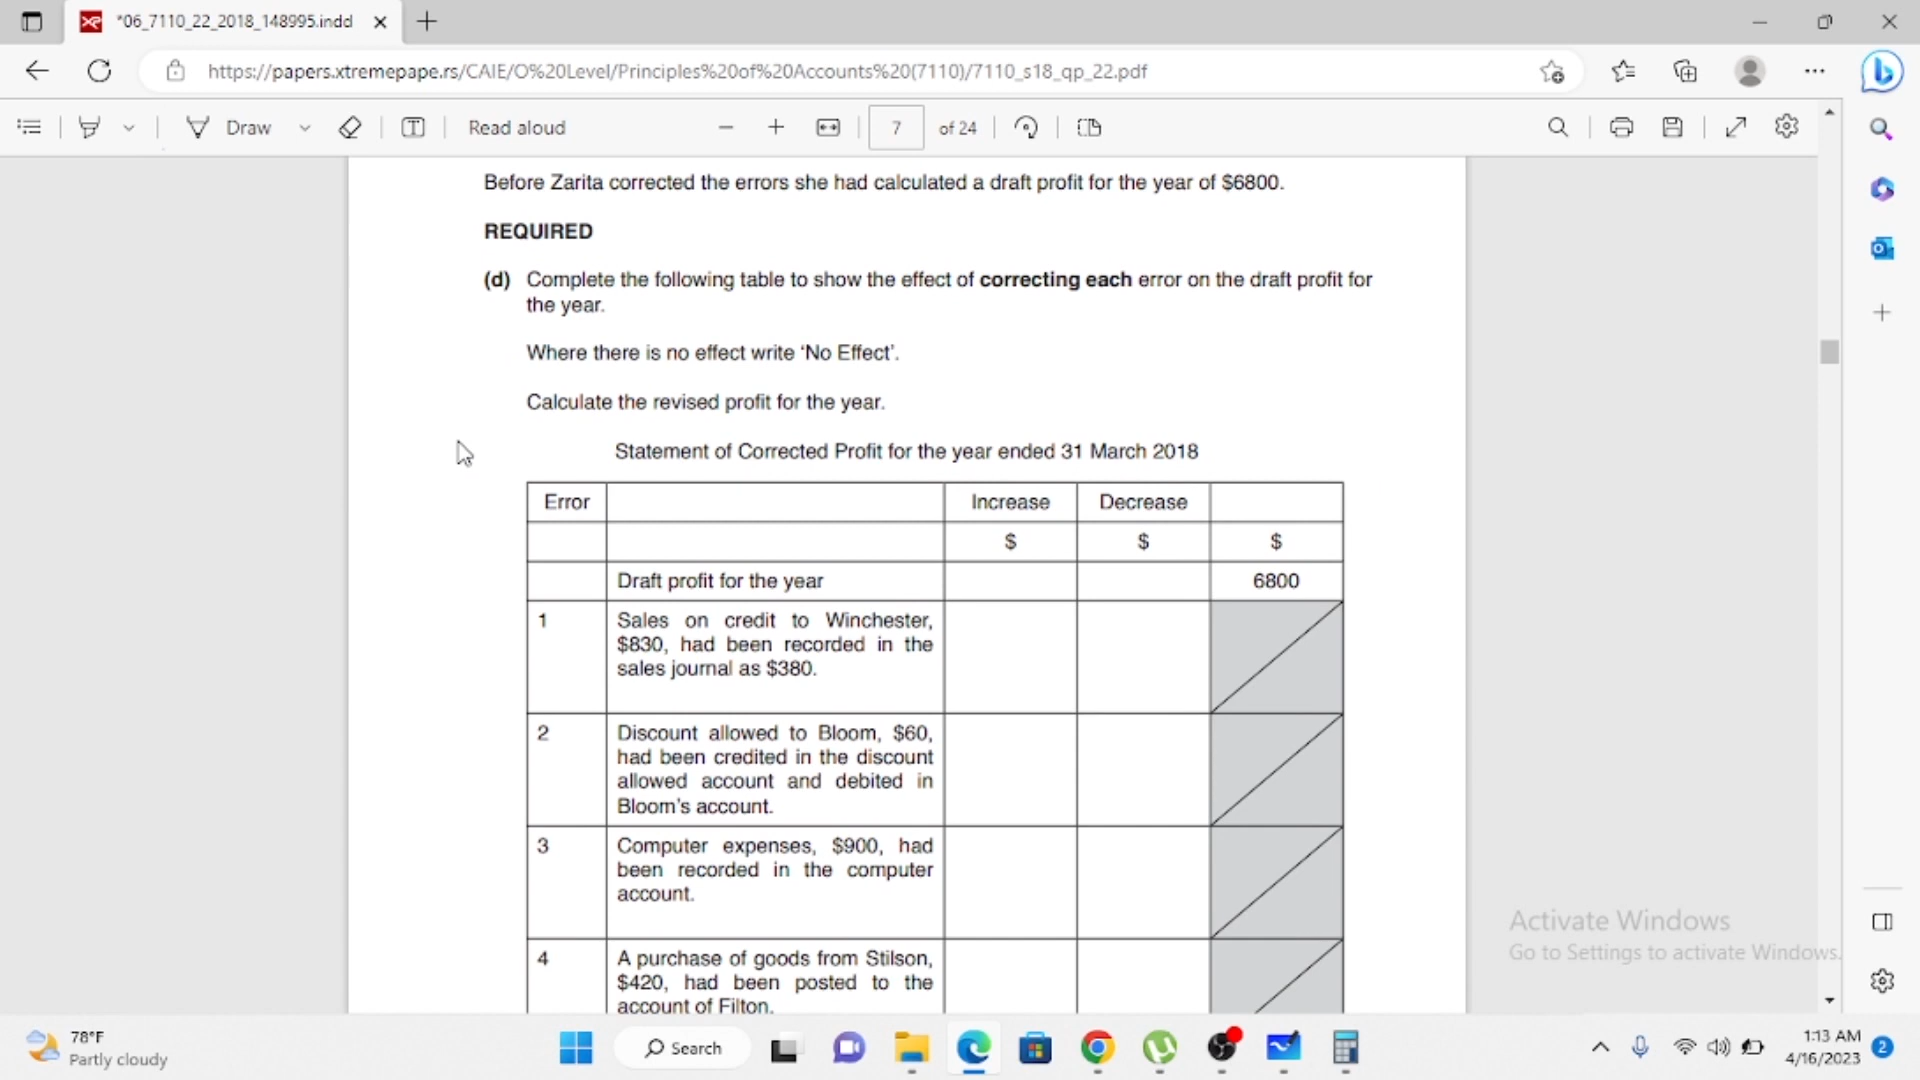 *06_7110_22_2018_148995.indd
https://papers.xtremepape.rs/CAIE/O%20Level/Principles%20of%20Accounts%20(7110)/7110_s18_qp_22.pdf
Draw
Read aloud
7
of 24
Before Zarita corrected the errors she had calculated a draft profit for the year of $6800.
REQUIRED
(d) Complete the following table to show the effect of correcting each error on the draft profit for
the year.
Where there is no effect write ‘No Effect’.
Calculate the revised profit for the year.
Statement of Corrected Profit for the year ended 31 March 2018
Error Increase Decrease
$ $ $
Draft profit for the year 6800
1 Sales on credit to Winchester,
$830, had been recorded in the
sales journal as $380.
2 Discount allowed to Bloom, $60,
had been credited in the discount
allowed account and debited in
Bloom's account.
3 Computer expenses, $900, had
been recorded in the computer
account.
4 A purchase of goods from Stilson,
$420, had been posted to the
account of Filton.
Activate Windows
Go to Settings to activate Windows.
78°F
Partly cloudy
Search
1:13 AM
4/16/2023
2